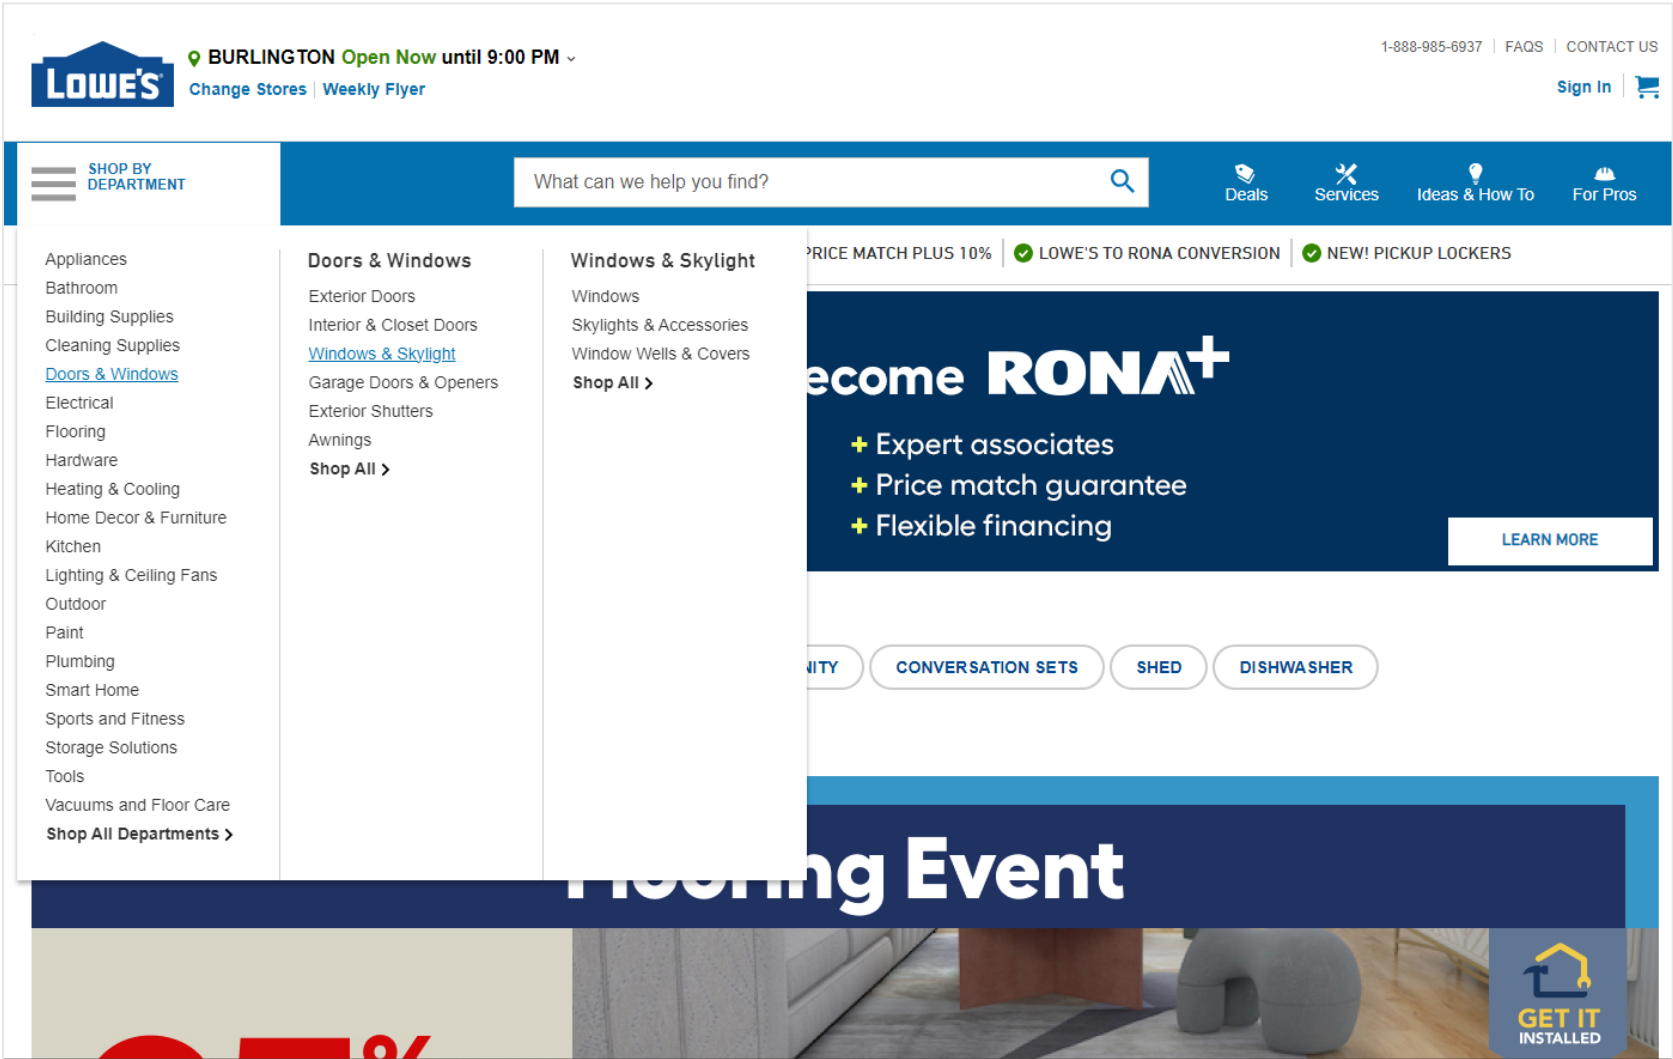 LOWE'S
BURLINGTON Open Now until 9:00 PM
Change Stores Weekly Flyer
1-888-985-6937 FAQS CONTACT US
Sign In
SHOP BY
DEPARTMENT
What can we help you find?
Deals
Services
Ideas & How To
For Pros
PRICE MATCH PLUS 10%
LOWE'S TO RONA CONVERSION
NEW! PICKUP LOCKERS
Appliances
Bathroom
Building Supplies
Cleaning Supplies
Doors & Windows
Electrical
Flooring
Hardware
Heating & Cooling
Home Decor & Furniture
Kitchen
Lighting & Ceiling Fans
Outdoor
Paint
Plumbing
Smart Home
Sports and Fitness
Storage Solutions
Tools
Vacuums and Floor Care
Shop All Departments
Doors & Windows
Exterior Doors
Interior & Closet Doors
Windows & Skylight
Garage Doors & Openers
Exterior Shutters
Awnings
Shop All
Windows & Skylight
Windows
Skylights & Accessories
Window Wells & Covers
Shop All
ecome RONA+
+ Expert associates
+ Price match guarantee
+ Flexible financing
LEARN MORE
NITY
CONVERSATION SETS
SHED
DISHWASHER
Flooring Event
%
GET IT
INSTALLED